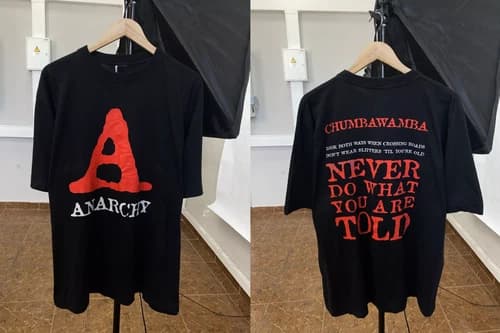 A
ANARCHY
CHUMBAWAMBA
LOOK BOTH WAYS WHEN CROSSING ROADS
DON'T WEAR SLIPPERS 'TIL YOU'RE OLD
NEVER
DO WHAT
YOU ARE
TOLD